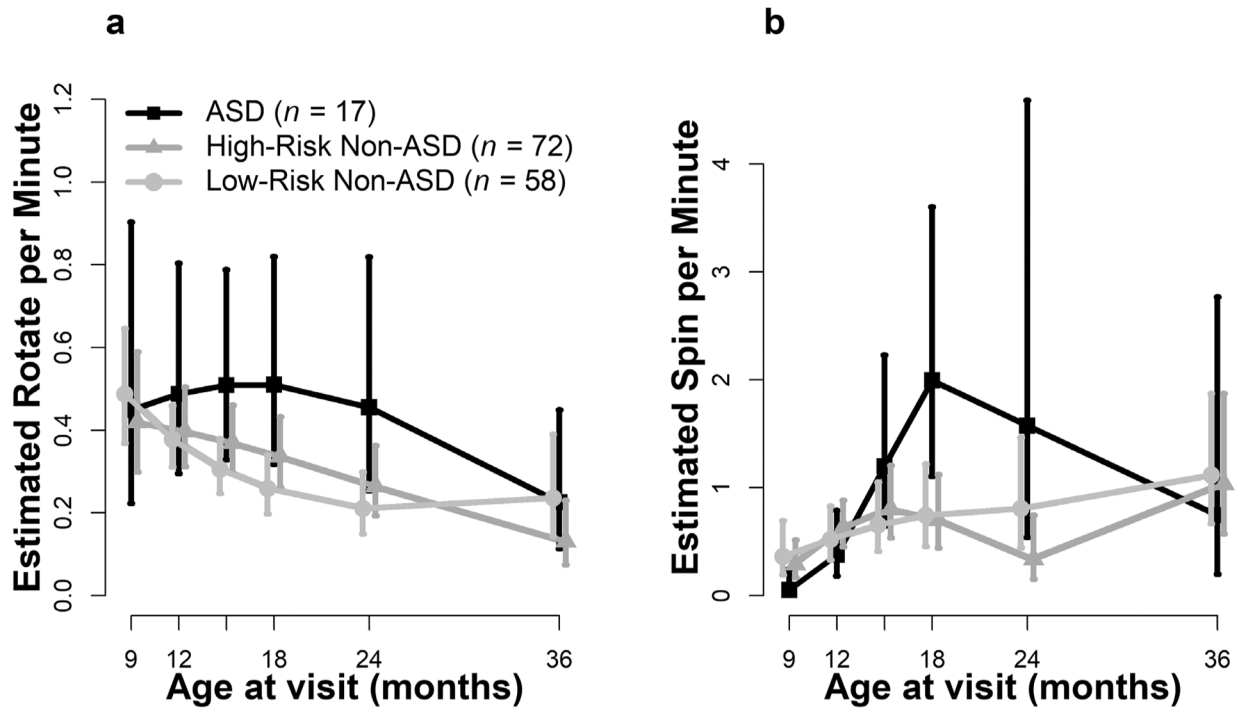 a
Estimated Rotate per Minute
1.2
1.0
0.8
0.6
0.4
0.2
0.0
ASD (n = 17)
High-Risk Non-ASD (n = 72)
Low-Risk Non-ASD (n = 58)
9 12 18 24 36
Age at visit (months)
b
Estimated Spin per Minute
4
3
2
1
0
9 12 18 24 36
Age at visit (months)